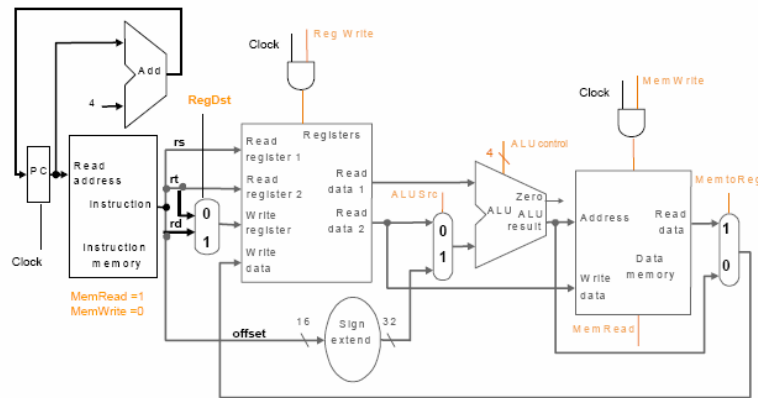 Clock
Reg Write
Add
4
RegDst
Clock
MemWrite
PC
Read
address
Instruction
Instruction
memory
rs
rt
rd
0
1
Read
register 1
Registers
Read
register 2
Write
register
Write
data
Read
data 1
Read
data 2
4
ALU control
ALUSrc
0
1
Zero
ALU
ALU
result
Address
Read
data
Write
data
Data
memory
MemtoReg
1
0
Clock
MemRead =1
MemWrite =0
offset
16
Sign
extend
32
MemRead